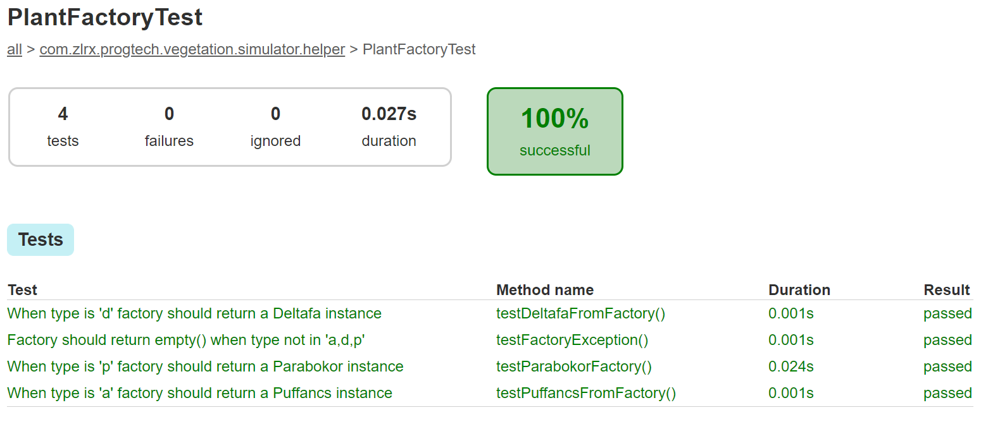 PlantFactoryTest
all > com.zlrx.progtech.vegetation.simulator.helper > PlantFactoryTest
4 0 0 0.027s
tests failures ignored duration
100%
successful
Tests
Test Method name Duration Result
When type is 'd' factory should return a Deltafa instance testDeltafaFromFactory() 0.001s passed
Factory should return empty() when type not in 'a,d,p' testFactoryException() 0.001s passed
When type is 'p' factory should return a Parabokor instance testParabokorFactory() 0.024s passed
When type is 'a' factory should return a Puffancs instance testPuffancsFromFactory() 0.001s passed